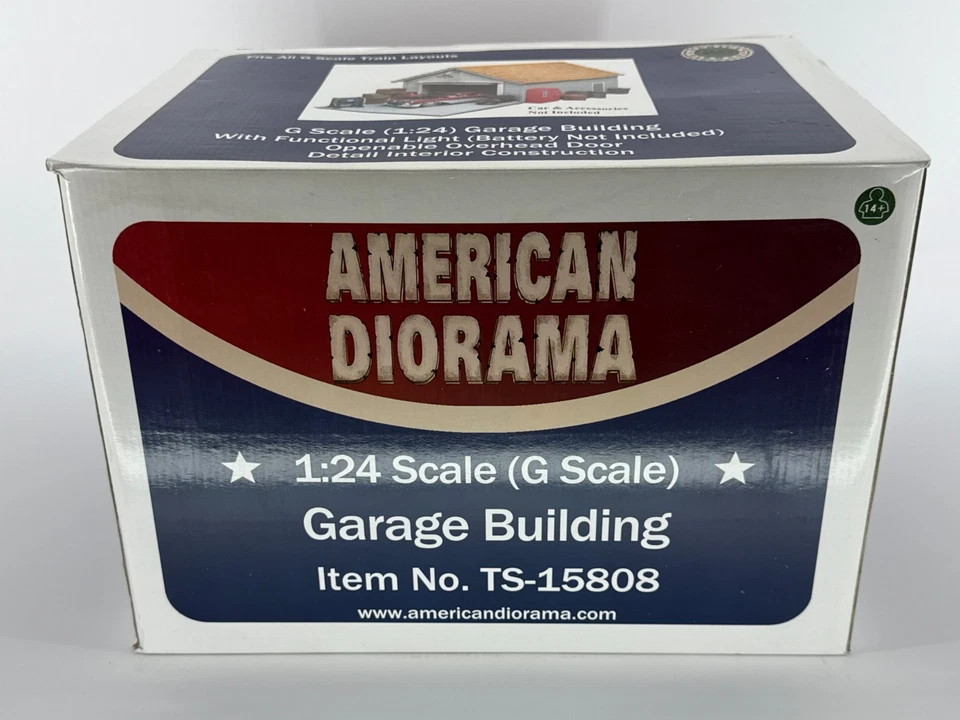 Fits All G Scale Train Layouts
Car & Accessories
Not Included
G Scale (1:24) Garage Building
With Functional Light (Battery Not Included)
Openable Overhead Door
Detail Interior Construction
14+
AMERICAN
DIORAMA
1:24 Scale (G Scale)
Garage Building
Item No. TS-15808
www.americandiorama.com